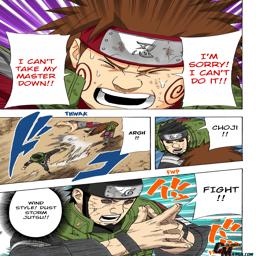 I'M
SORRY!
I CAN'T
DO IT!!
I CAN'T
TAKE MY
MASTER
DOWN!!
CHOJI
!!
ARGH
!!
THWAK
FWP
FIGHT
!!
WIND
STYLE: DUST
STORM
JUTSU!!